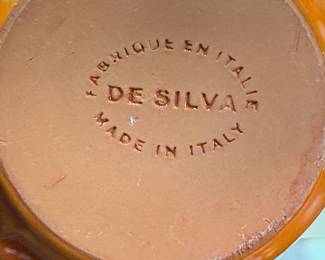 FABRIQUE EN ITALIE
DE SILVA
MADE IN ITALY